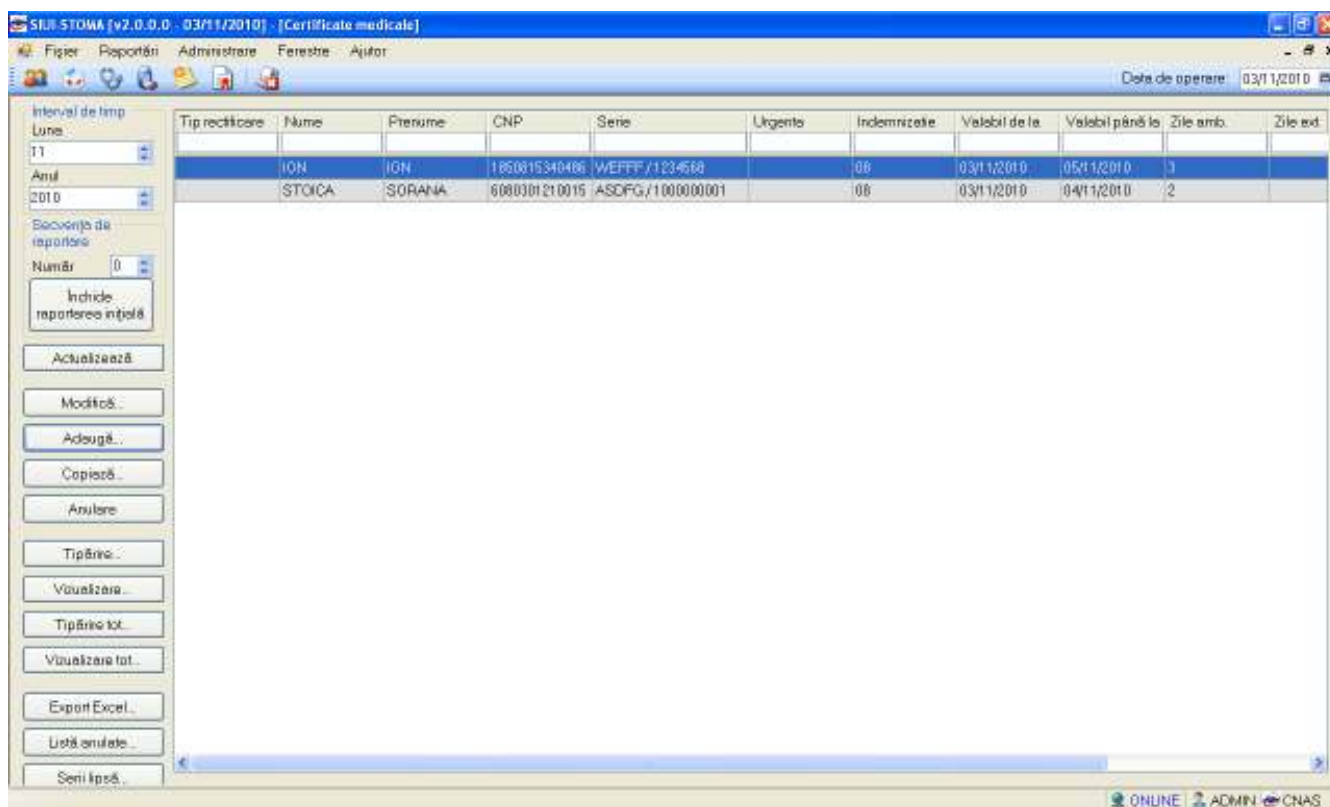 SIUI-STOMA [v2.0.0.0 - 03/11/2010] - [Certificate medicale]
Fişier Raportări Administrare Ferestre Ajutor
Data de operare 03/11/2010
Interval de timp
Luna
11
Anul
2010
Secvenţa de
raportare
Număr 0
Închide
raportarea iniţială
Actualizează
Modifică...
Adaugă...
Copiază...
Anulare
Tipărire...
Vizualizare...
Tipărire tot...
Vizualizare tot...
Export Excel...
Listă anulate...
Serii lipsă...
Tip rectificare Nume Prenume CNP Serie Urgenta Indemnizatie Valabil de la Valabil până la Zile amb. Zile ext
ION ION 1850815340486 WEFFF / 1234568 08 03/11/2010 05/11/2010 3
STOICA SORANA 6080301210015 ASDFG / 1000000001 08 03/11/2010 04/11/2010 2
ONLINE ADMIN CNAS